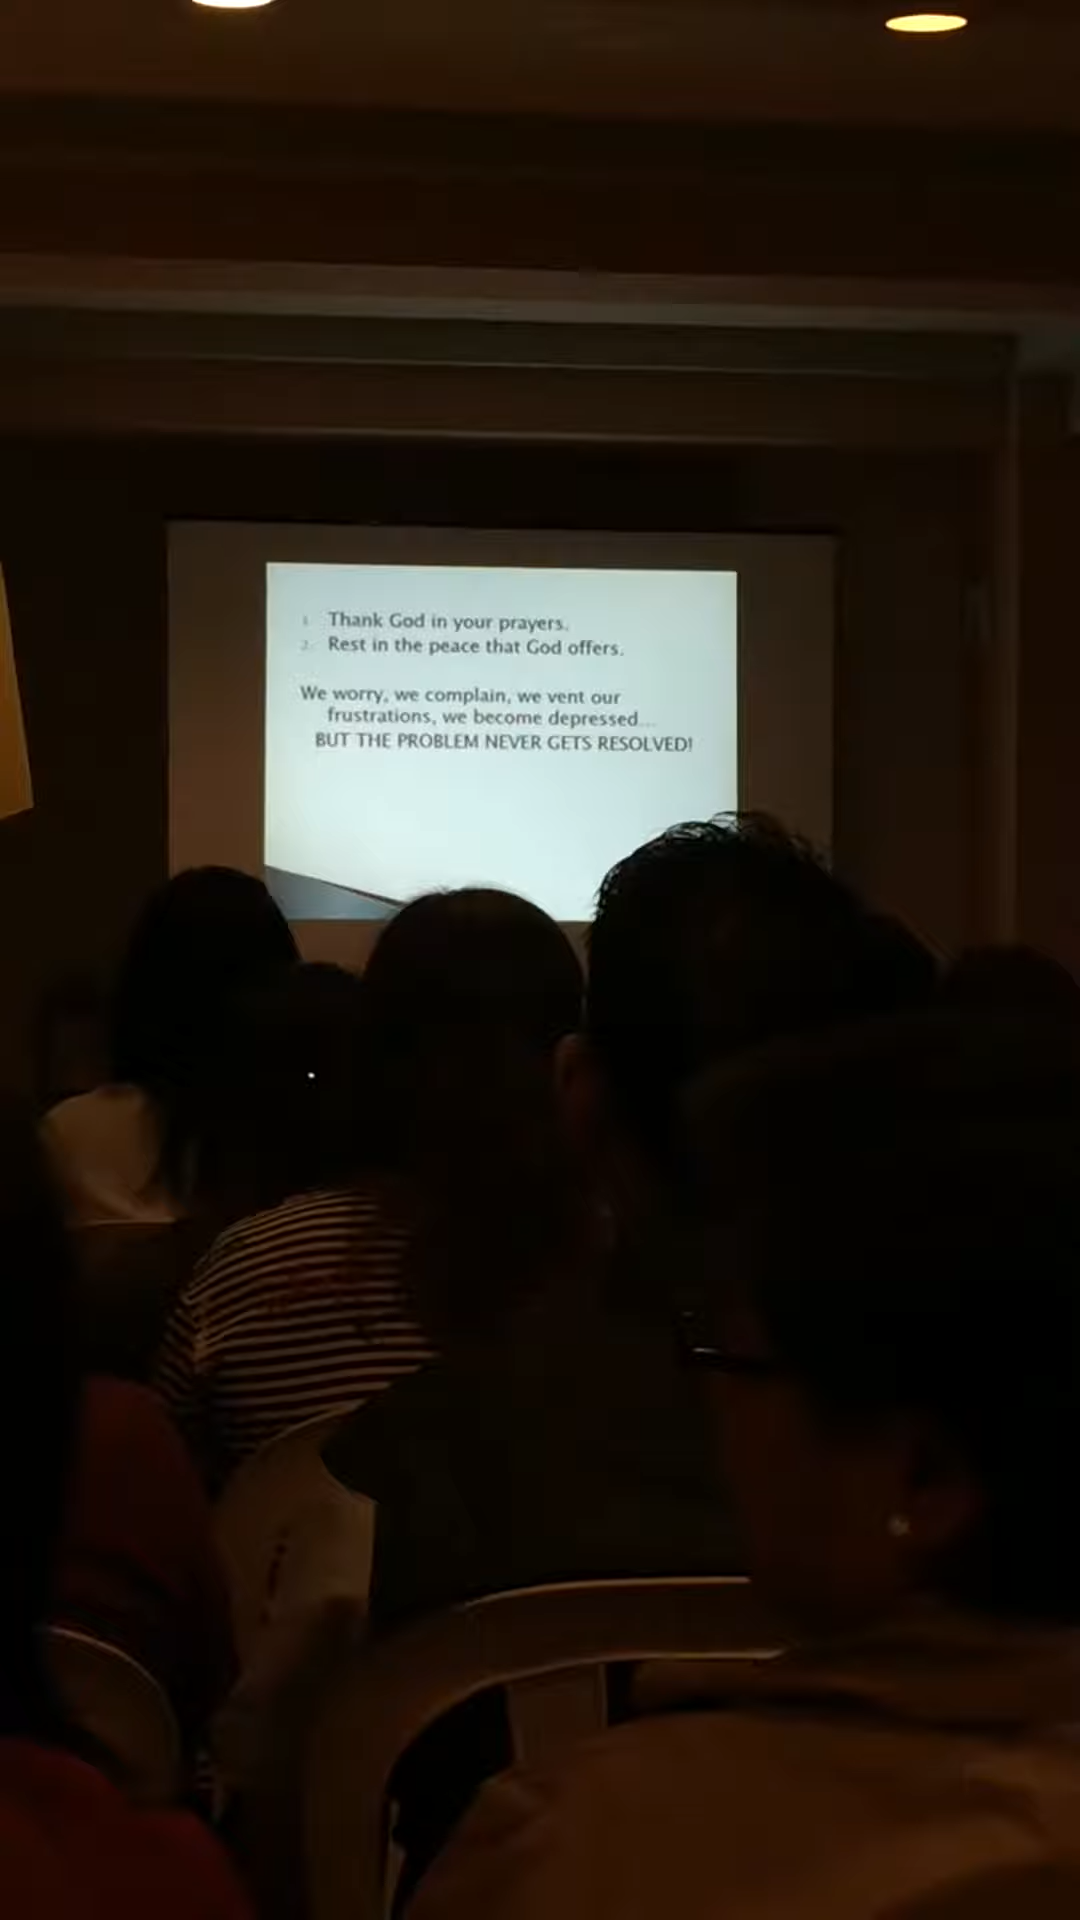 1. Thank God in your prayers.
2. Rest in the peace that God offers.
We worry, we complain, we vent our
frustrations, we become depressed...
BUT THE PROBLEM NEVER GETS RESOLVED!